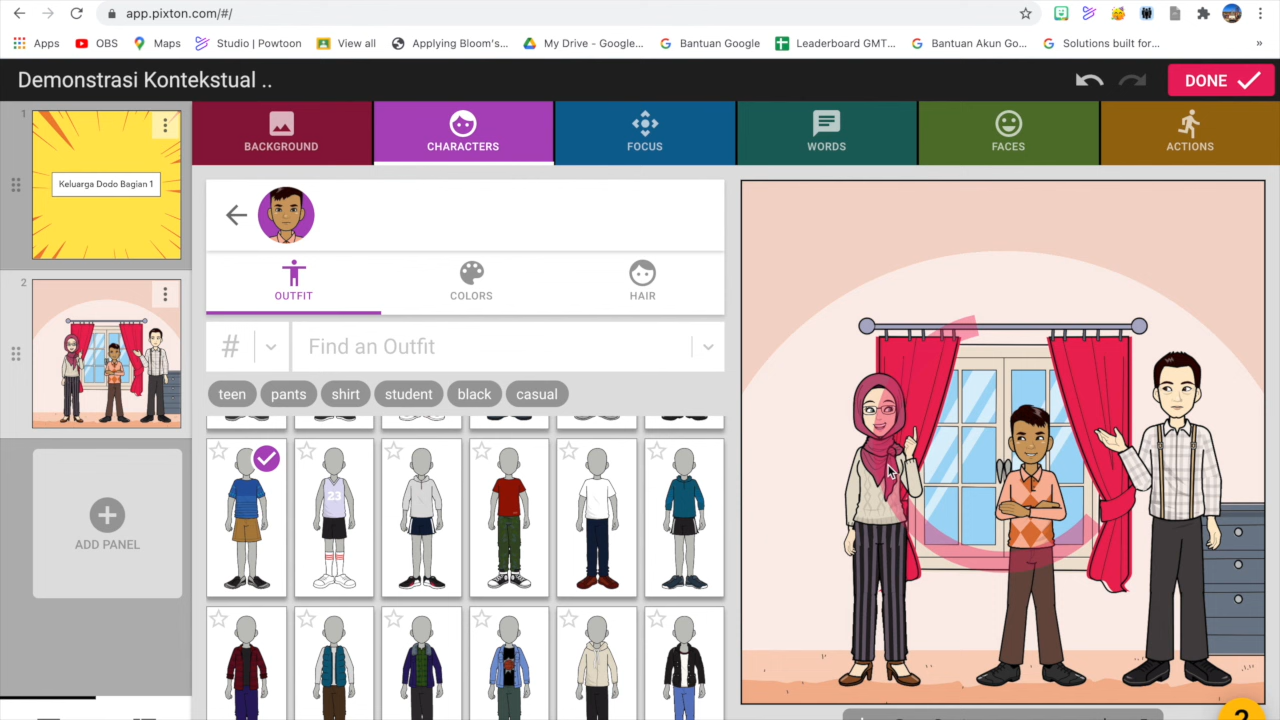 app.pixton.com/#/
Apps
OBS
Maps
Studio | Powtoon
View all
Applying Bloom's...
My Drive - Google...
Bantuan Google
Leaderboard GMT...
Bantuan Akun Go...
Solutions built for...
»
Demonstrasi Kontekstual ..
DONE
1
Keluarga Dodo Bagian 1
2
ADD PANEL
BACKGROUND
CHARACTERS
FOCUS
WORDS
FACES
ACTIONS
OUTFIT
COLORS
HAIR
#
Find an Outfit
teen
pants
shirt
student
black
casual
23
?